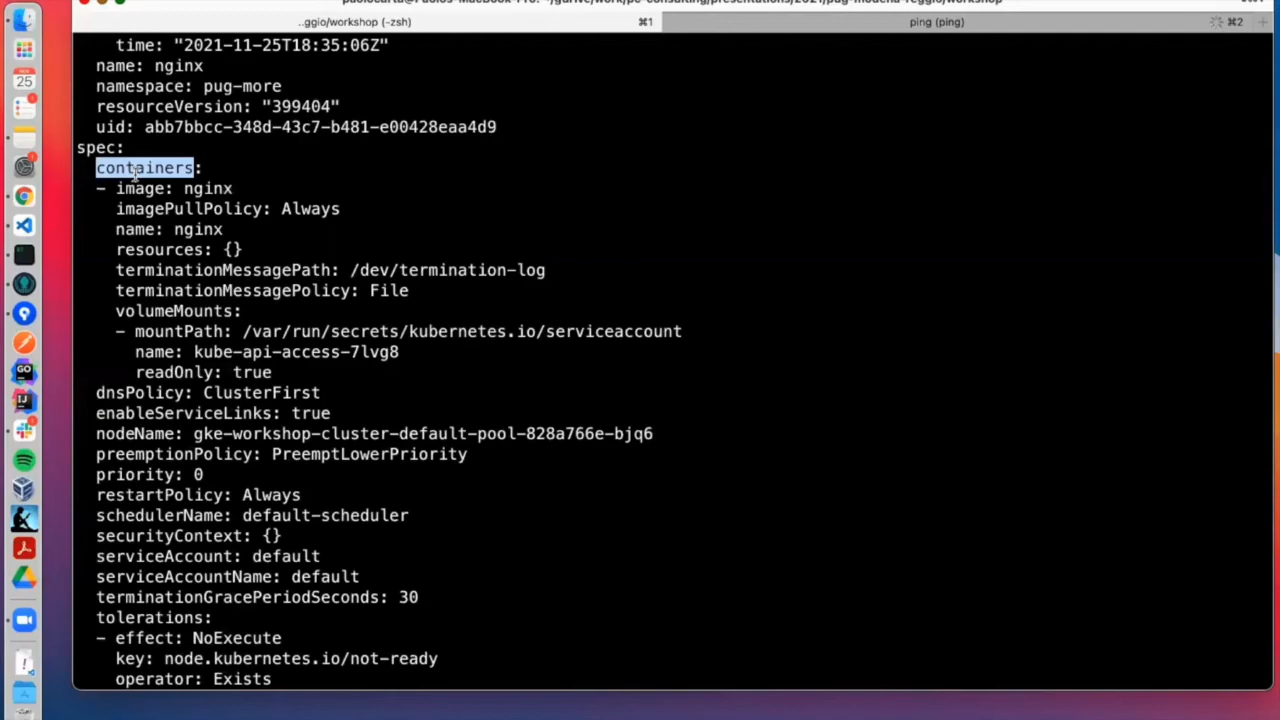 ..ggio/workshop (-zsh) ⌘1 ping (ping) ⌘2
time: "2021-11-25T18:35:06Z"
name: nginx
namespace: pug-more
resourceVersion: "399404"
uid: abb7bbcc-348d-43c7-b481-e00428eaa4d9
spec:
containers:
- image: nginx
imagePullPolicy: Always
name: nginx
resources: {}
terminationMessagePath: /dev/termination-log
terminationMessagePolicy: File
volumeMounts:
- mountPath: /var/run/secrets/kubernetes.io/serviceaccount
name: kube-api-access-7lvg8
readOnly: true
dnsPolicy: ClusterFirst
enableServiceLinks: true
nodeName: gke-workshop-cluster-default-pool-828a766e-bjq6
preemptionPolicy: PreemptLowerPriority
priority: 0
restartPolicy: Always
schedulerName: default-scheduler
securityContext: {}
serviceAccount: default
serviceAccountName: default
terminationGracePeriodSeconds: 30
tolerations:
- effect: NoExecute
key: node.kubernetes.io/not-ready
operator: Exists
25
GO
IJ